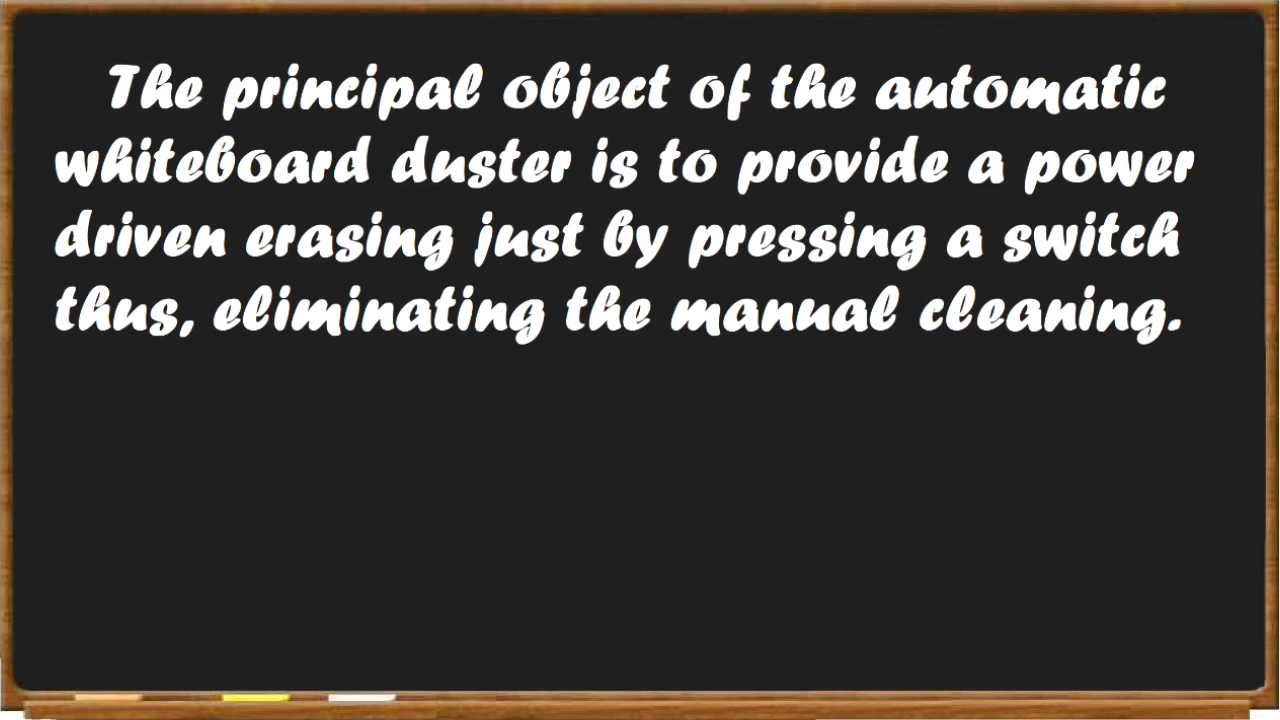 The principal object of the automatic
whiteboard duster is to provide a power
driven erasing just by pressing a switch
thus, eliminating the manual cleaning.